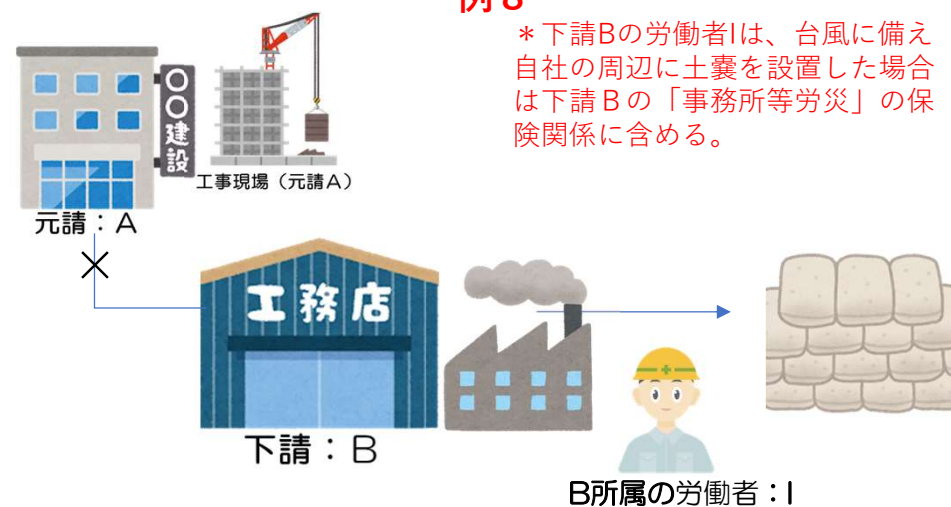 例8
＊下請Bの労働者Iは、台風に備え
自社の周辺に土嚢を設置した場合
は下請Ｂの「事務所等労災」の保
険関係に含める。
〇〇建設
工事現場（元請Ａ）
元請：Ａ
工務店
下請：Ｂ
B所属の労働者：I